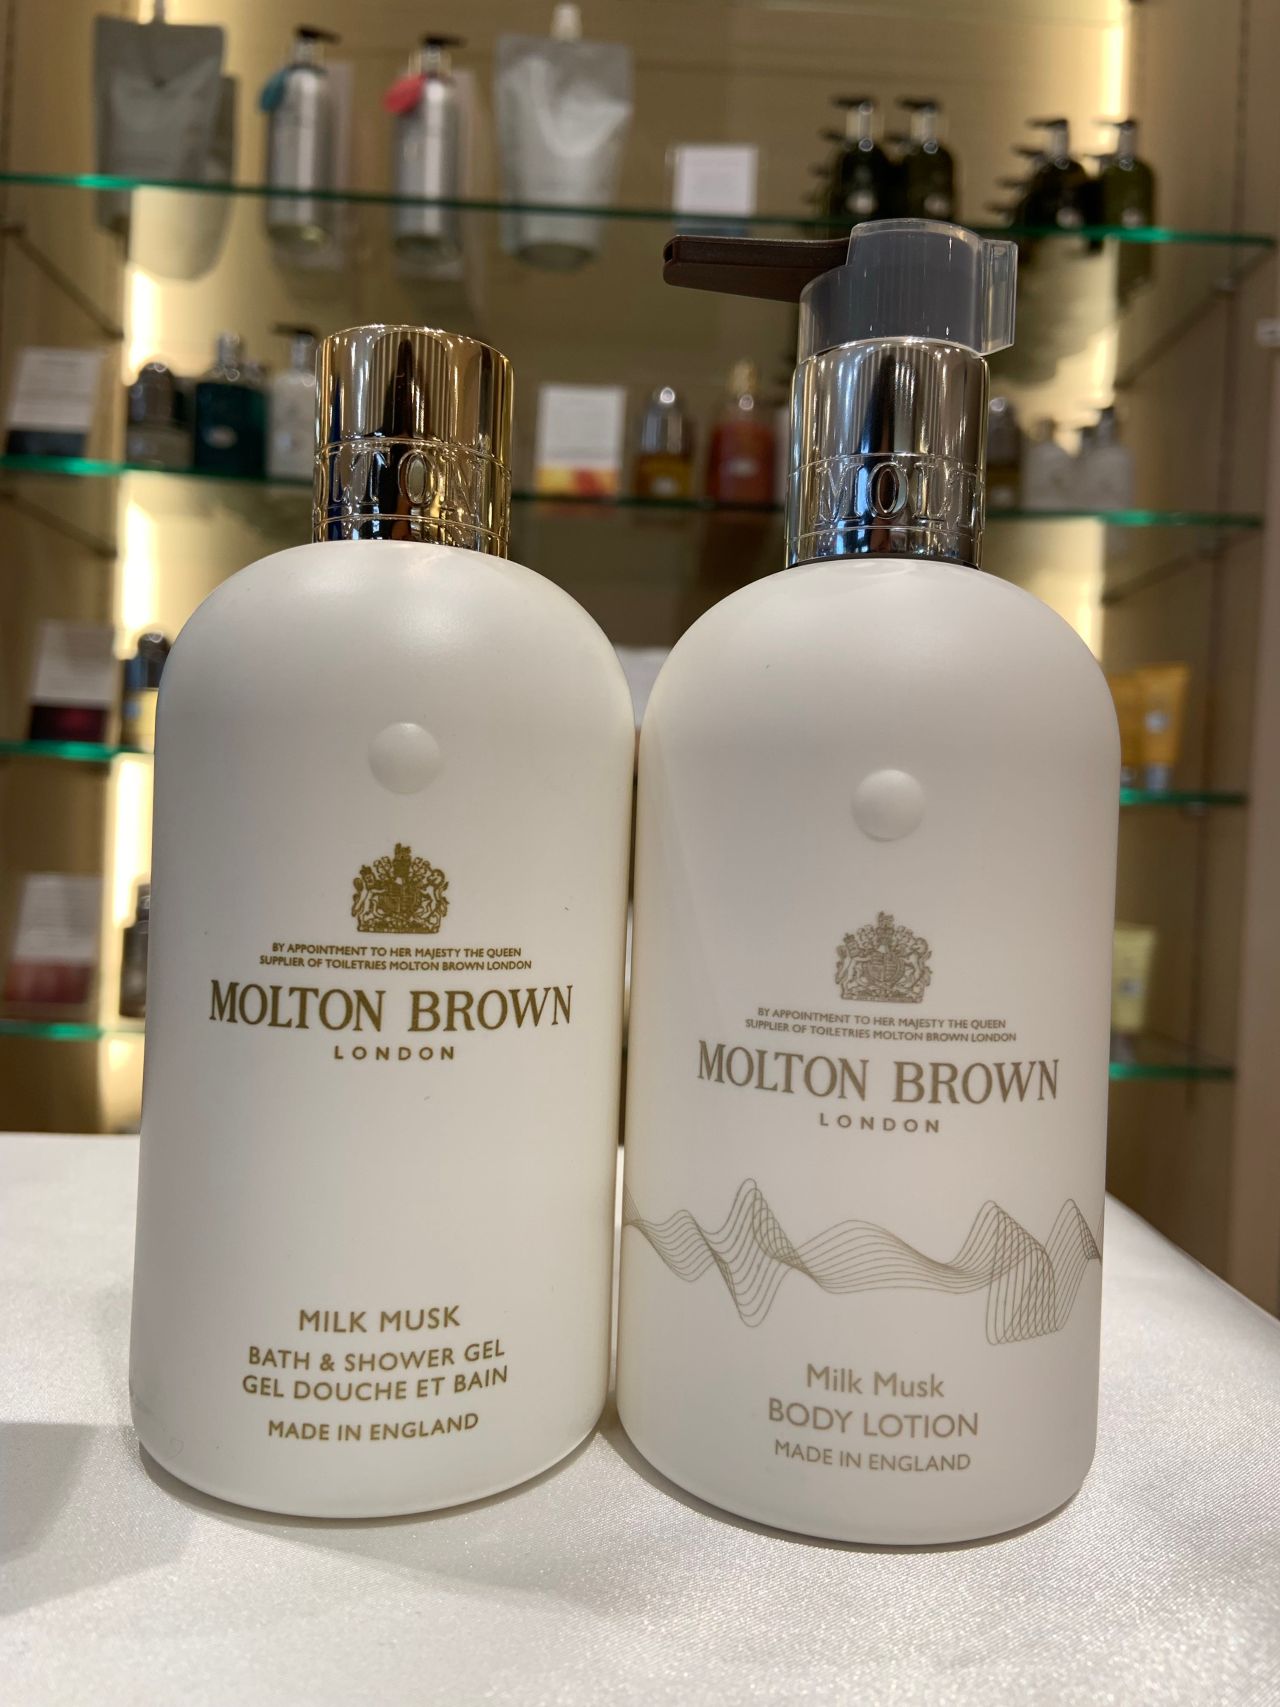 OLTON
BY APPOINTMENT TO HER MAJESTY THE QUEEN
SUPPLIER OF TOILETRIES MOLTON BROWN LONDON
MOLTON BROWN
LONDON
MILK MUSK
BATH & SHOWER GEL
GEL DOUCHE ET BAIN
MADE IN ENGLAND
MOL
BY APPOINTMENT TO HER MAJESTY THE QUEEN
SUPPLIER OF TOILETRIES MOLTON BROWN LONDON
MOLTON BROWN
LONDON
Milk Musk
BODY LOTION
MADE IN ENGLAND